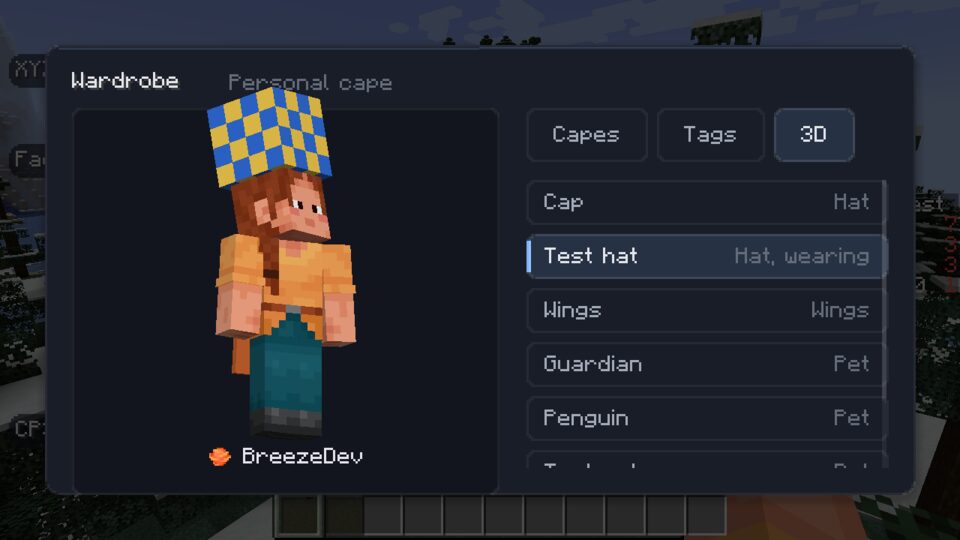 Wardrobe Personal cape
Capes Tags 3D
Cap Hat
Test hat Hat, wearing
Wings Wings
Guardian Pet
Penguin Pet
BreezeDev